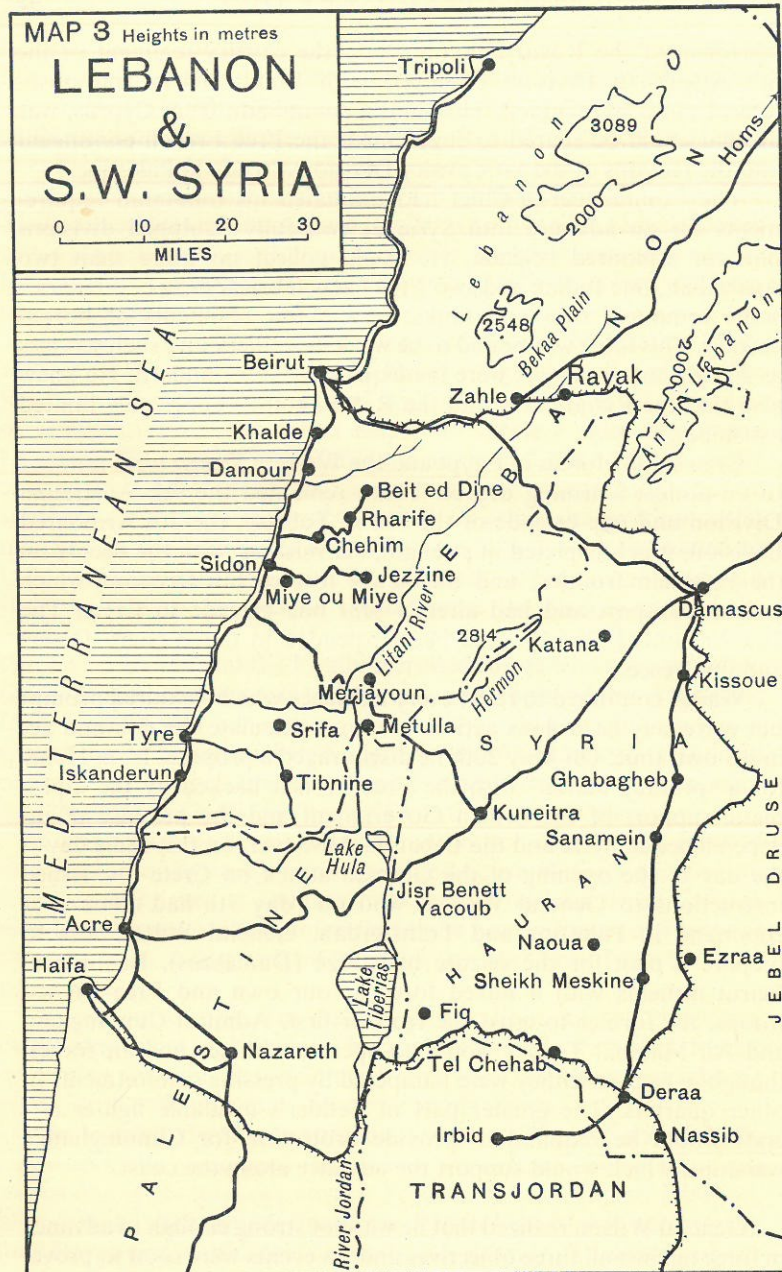 MAP 3 Heights in metres
LEBANON
&
S.W. SYRIA
0 10 20 30
MILES
Tripoli
Homs
3089
2000
Lebanon
LEBANON
2548
Bekaa Plain
2000
Anti Lebanon
MEDITERRANEAN SEA
Beirut
Zahle
Rayak
Khalde
Damour
Beit ed Dine
Rharife
Chehim
Sidon
Jezzine
Miye ou Miye
Litani River
Damascus
2814
Hermon
Katana
Kissoue
Merjayoun
Tyre
Srifa
Metulla
SYRIA
Iskanderun
Tibnine
Ghabagheb
Kuneitra
Sanamein
Lake
Hula
JEBEL DRUSE
Jisr Benett
Yacoub
HAURAN
Acre
Naoua
Ezraa
Haifa
Lake
Tiberias
Sheikh Meskine
Fiq
PALESTINE
Nazareth
Tel Chehab
Deraa
Irbid
Nassib
River Jordan
TRANSJORDAN